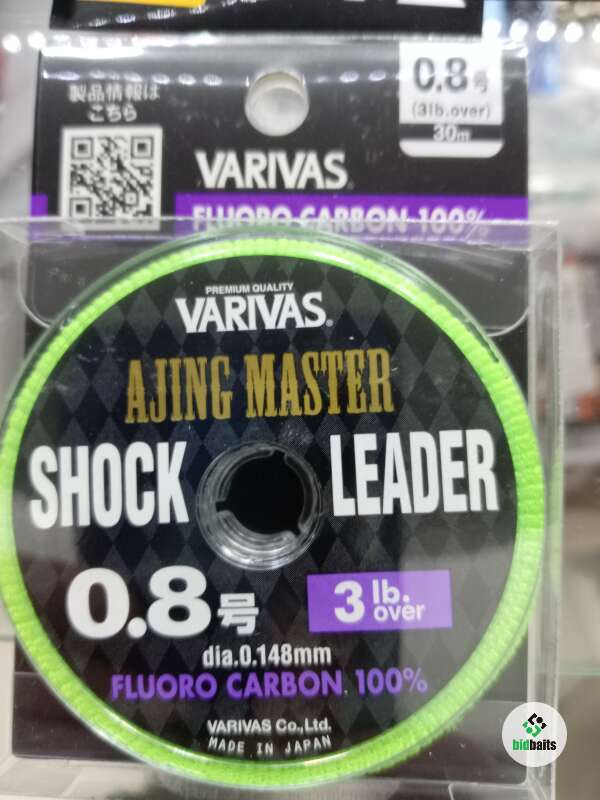 製品情報は
こちら
0.8号
(3lb.over)
30m
VARIVAS®
FLUORO CARBON 100%
PREMIUM QUALITY
VARIVAS®
AJING MASTER
SHOCK LEADER
0.8号
3 lb. over
dia.0.148mm
FLUORO CARBON 100%
VARIVAS Co.,Ltd.
MADE IN JAPAN
bidbaits